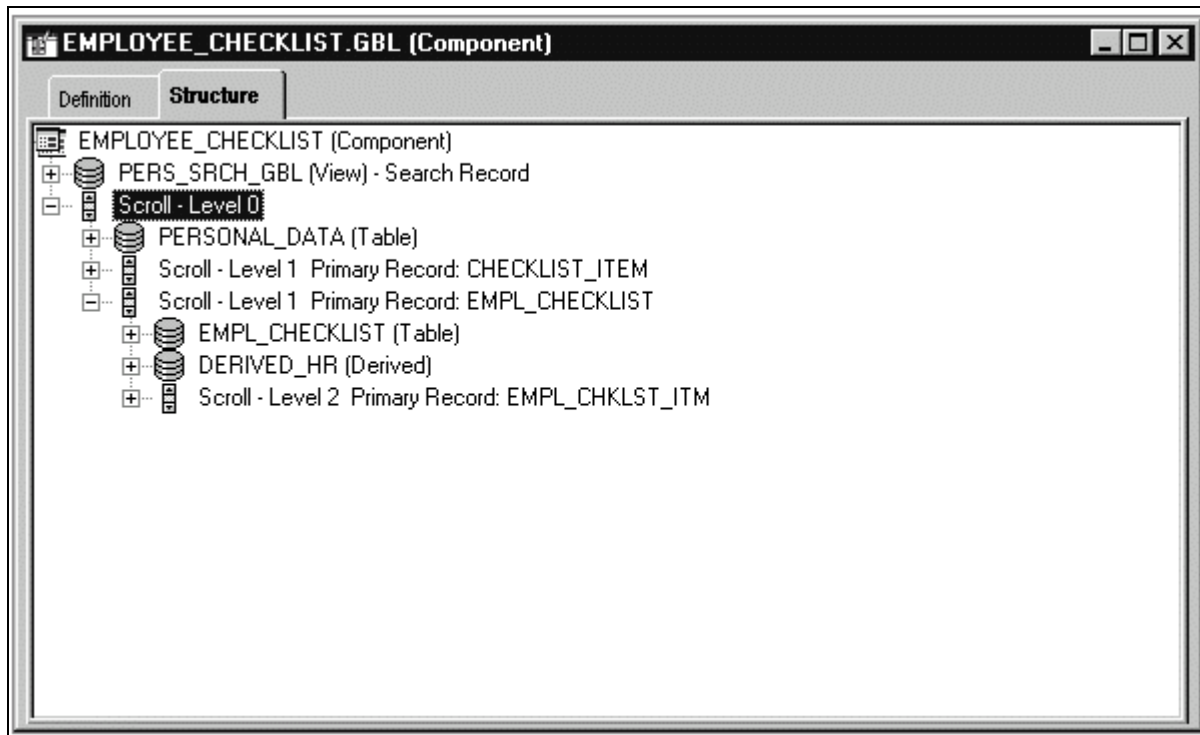 EMPLOYEE_CHECKLIST.GBL (Component)
Definition Structure
EMPLOYEE_CHECKLIST (Component)
PERS_SRCH_GBL (View) - Search Record
Scroll - Level 0
PERSONAL_DATA (Table)
Scroll - Level 1 Primary Record: CHECKLIST_ITEM
Scroll - Level 1 Primary Record: EMPL_CHECKLIST
EMPL_CHECKLIST (Table)
DERIVED_HR (Derived)
Scroll - Level 2 Primary Record: EMPL_CHKLST_ITM